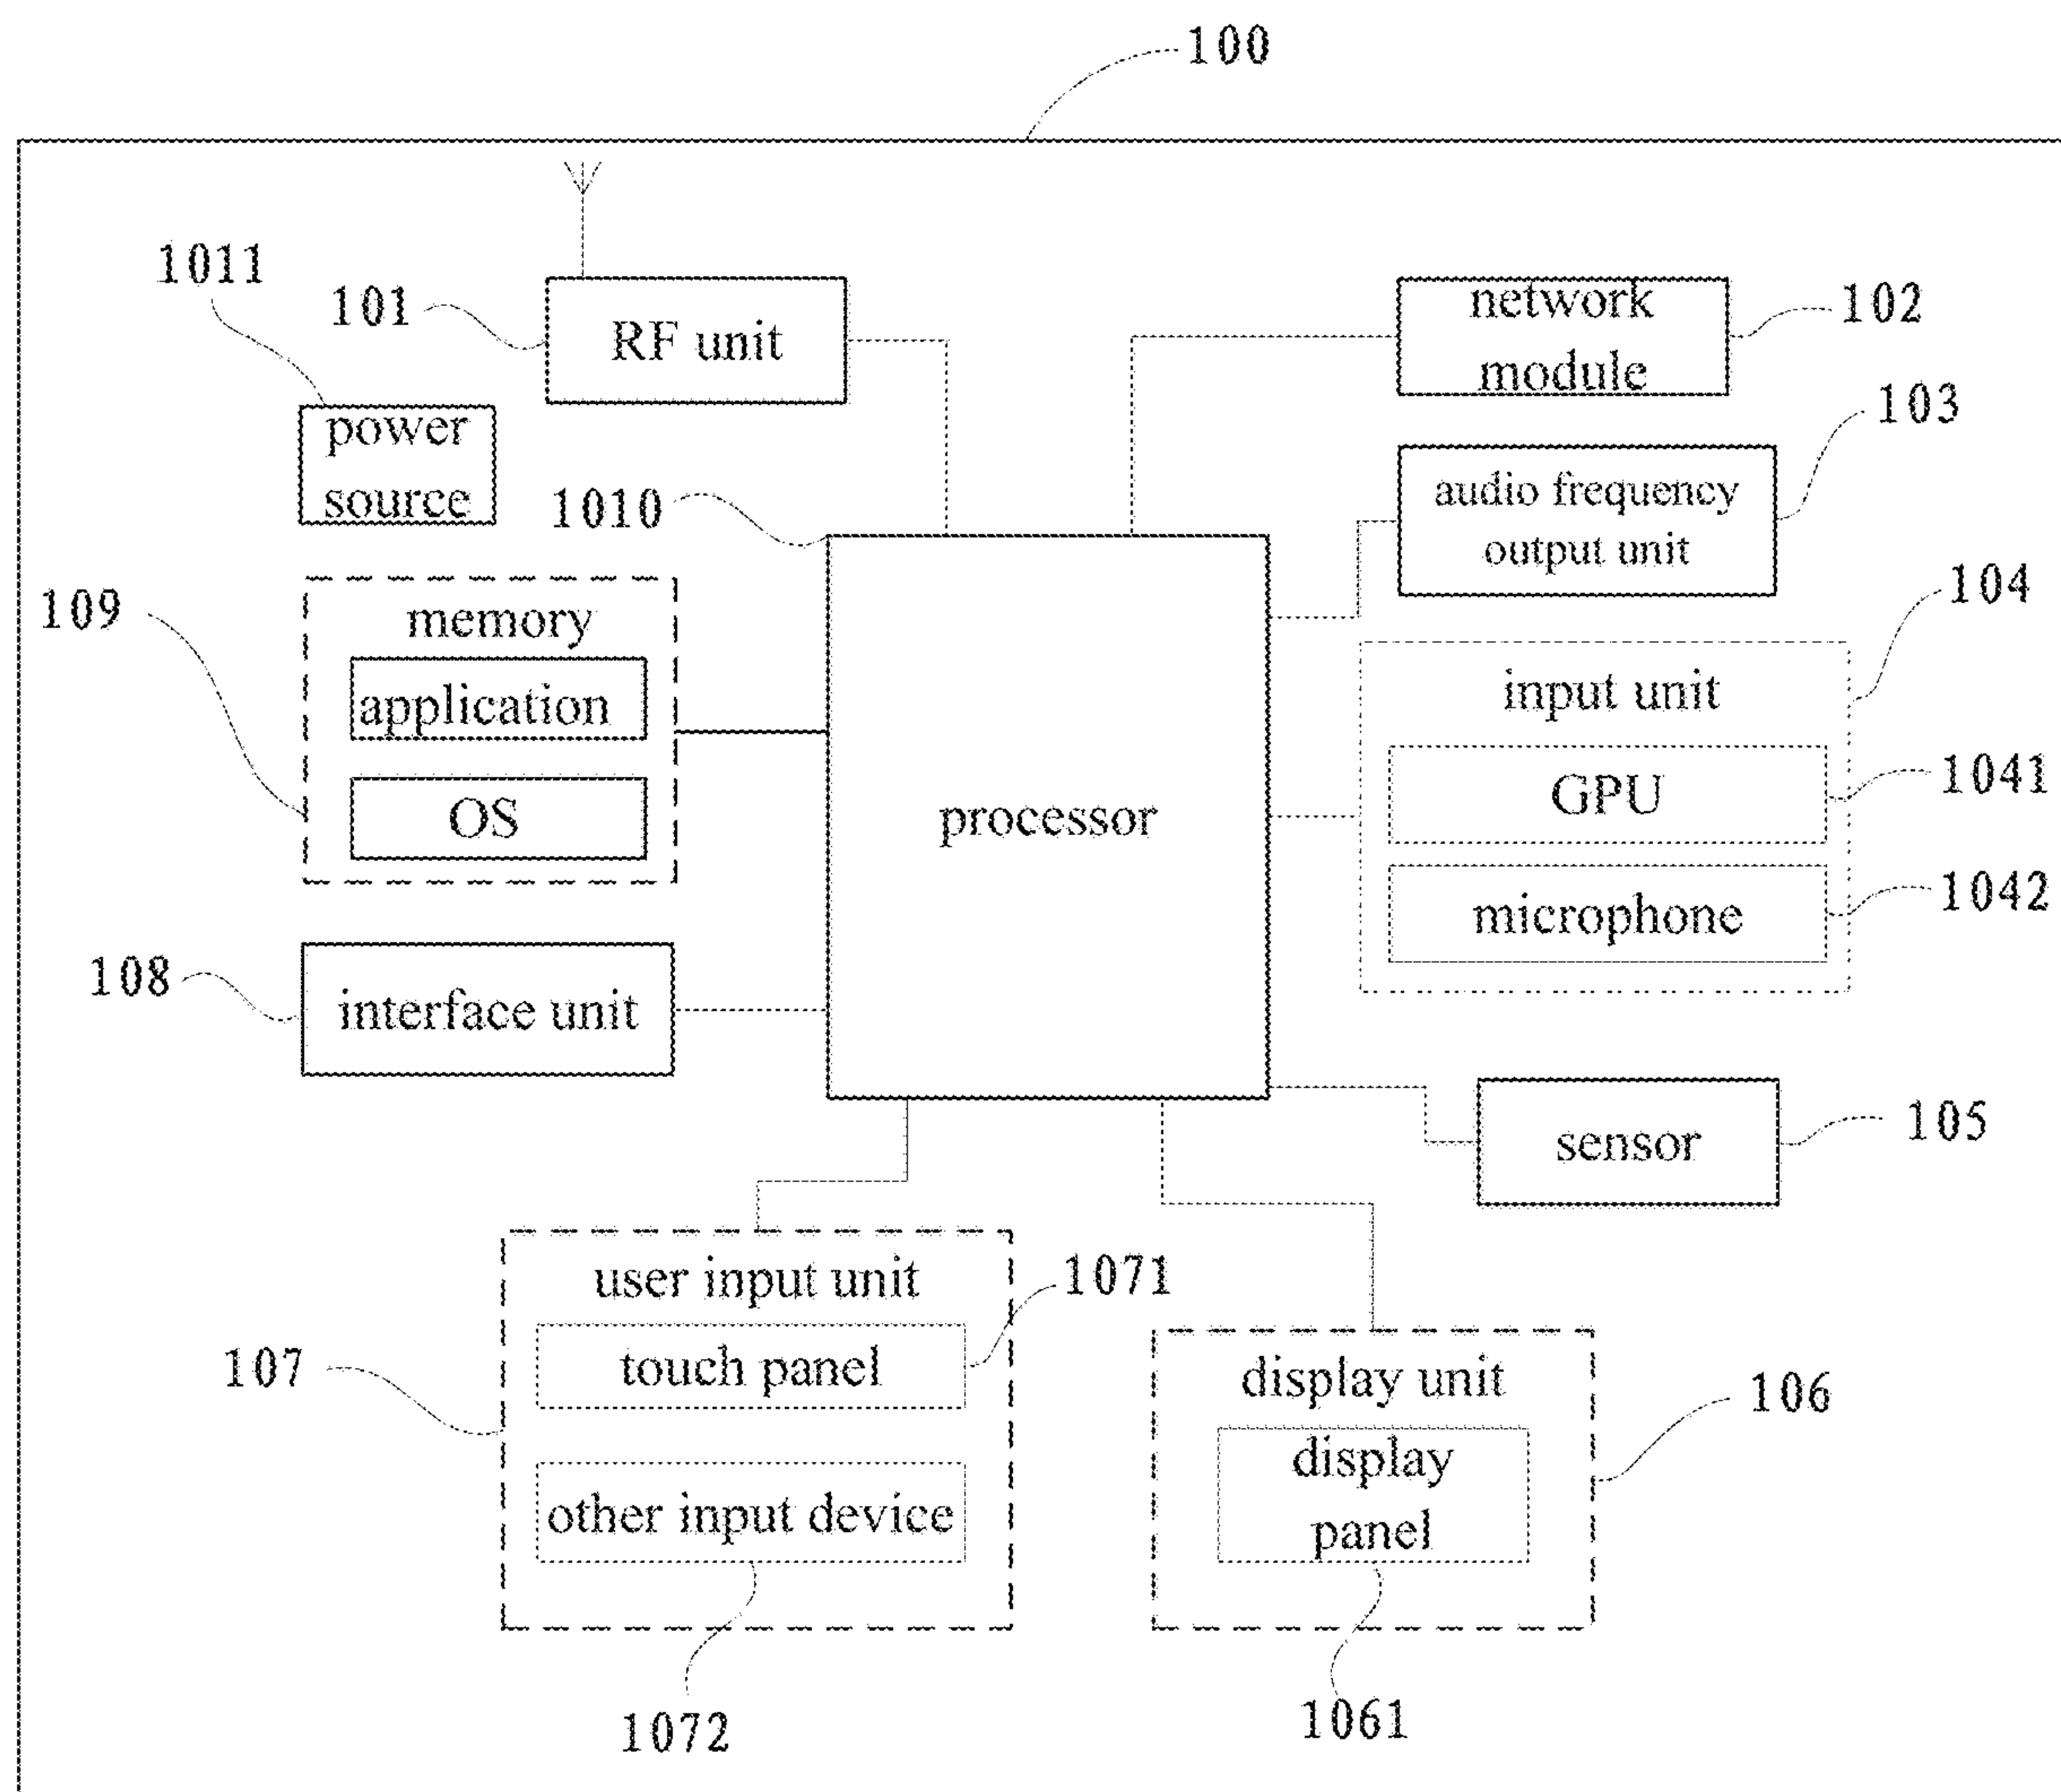 100
1011
101
RF unit
network
module
102
103
power
source
1010
audio frequency
output unit
109
memory
application
OS
processor
104
input unit
GPU
1041
microphone
1042
108
interface unit
sensor
105
user input unit
1071
touch panel
107
other input device
1072
display unit
106
display
panel
1061